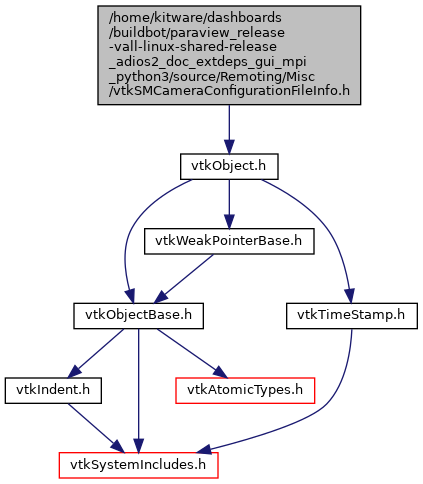 /home/kitware/dashboards
/buildbot/paraview_release
-vall-linux-shared-release
_adios2_doc_extdeps_gui_mpi
_python3/source/Remoting/Misc
/vtkSMCameraConfigurationFileInfo.h
vtkObject.h
vtkWeakPointerBase.h
vtkObjectBase.h
vtkTimeStamp.h
vtkIndent.h
vtkAtomicTypes.h
vtkSystemIncludes.h